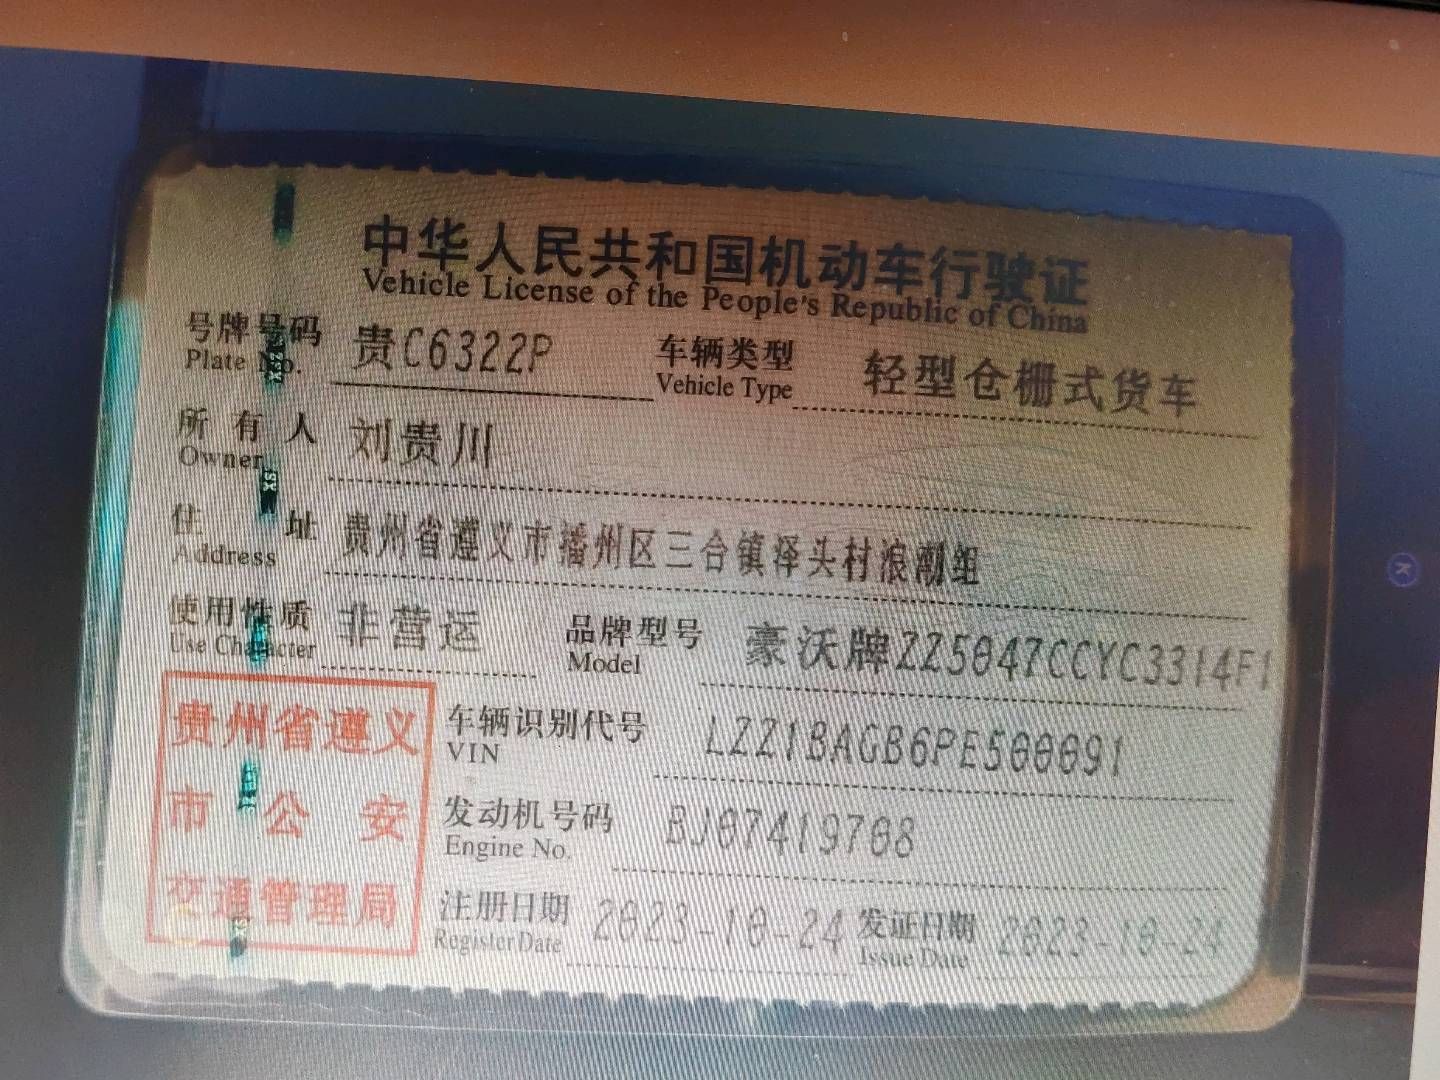 中华人民共和国机动车行驶证
Vehicle License of the People's Republic of China
号牌号码 贵C6322P 车辆类型 轻型仓栅式货车
Plate No. Vehicle Type
所有人 刘贵川
Owner
住址 贵州省遵义市播州区三合镇泽头村浪潮组
Address
使用性质 非营运 品牌型号 豪沃牌ZZ5047CCYC3314F1
Use Character Model
贵州省遵义
市公安
交通管理局
车辆识别代号 LZZ1BAGB6PE500091
VIN
发动机号码 BJ07419708
Engine No.
注册日期 2023-10-24 发证日期 2023-10-24
Register Date Issue Date